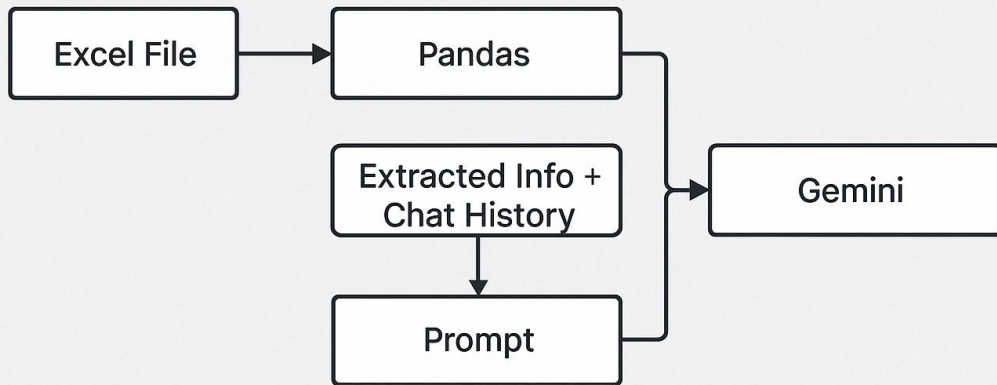 Excel File
Pandas
Extracted Info +
Chat History
Gemini
Prompt